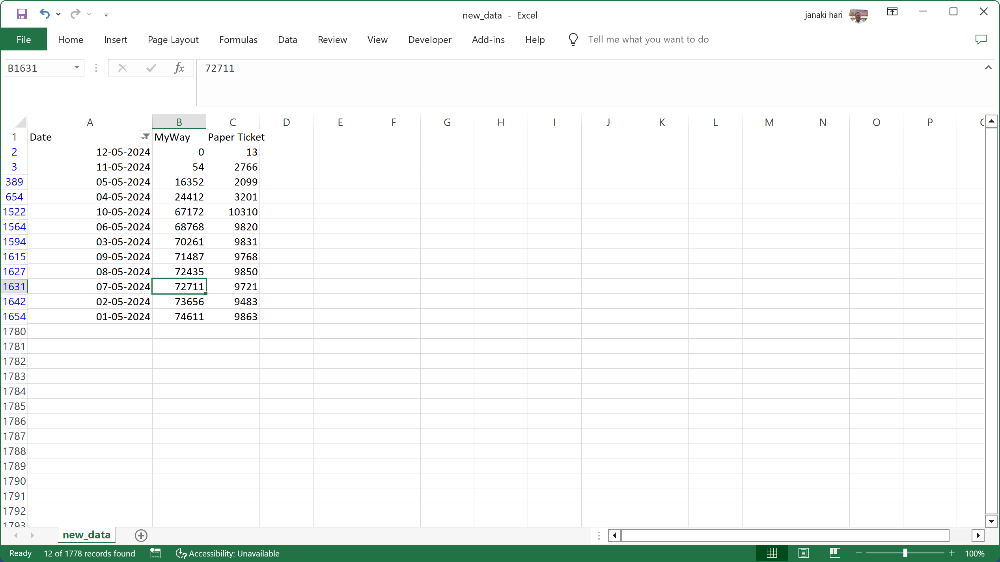 new_data - Excel
janaki hari
File Home Insert Page Layout Formulas Data Review View Developer Add-ins Help Tell me what you want to do
B1631 fx 72711
A B C D E F G H I J K L M N O P
1 Date MyWay Paper Ticket
2 12-05-2024 0 13
3 11-05-2024 54 2766
389 05-05-2024 16352 2099
654 04-05-2024 24412 3201
1522 10-05-2024 67172 10310
1564 06-05-2024 68768 9820
1594 03-05-2024 70261 9831
1615 09-05-2024 71487 9768
1627 08-05-2024 72435 9850
1631 07-05-2024 72711 9721
1642 02-05-2024 73656 9483
1654 01-05-2024 74611 9863
1780
1781
1782
1783
1784
1785
1786
1787
1788
1789
1790
1791
1792
1793
new_data
Ready 12 of 1778 records found Accessibility: Unavailable 100%